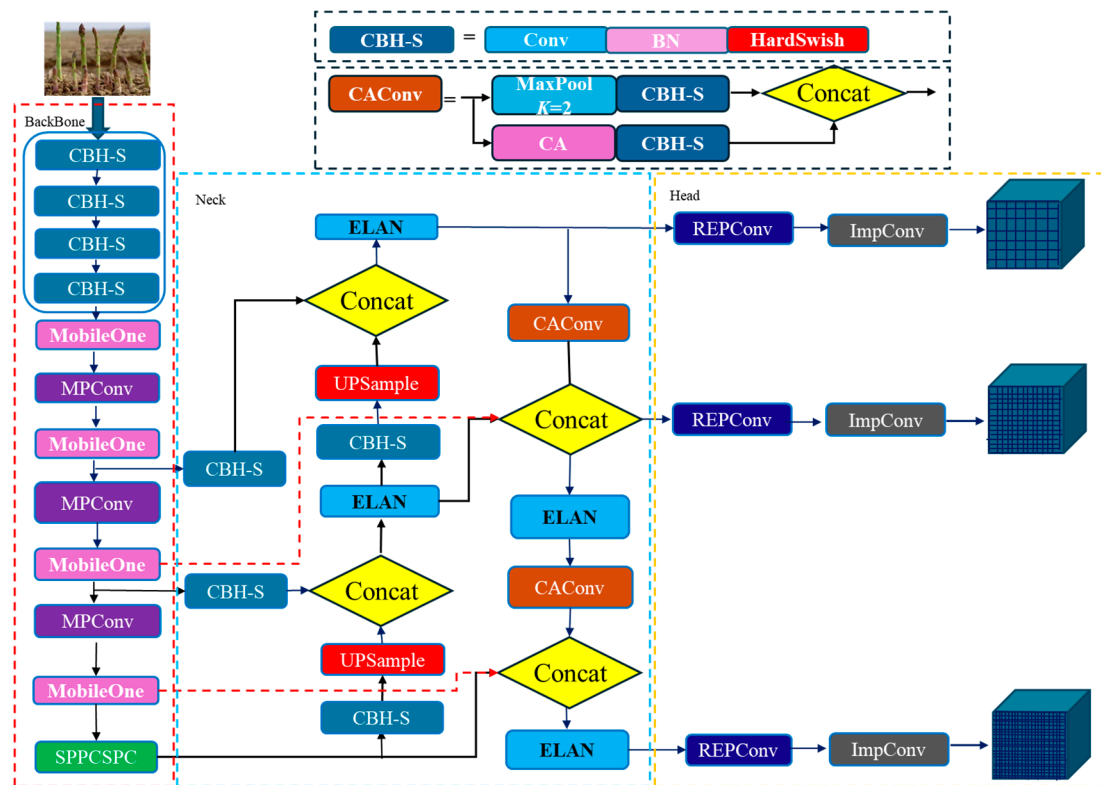 CBH-S = Conv BN HardSwish
CAConv = MaxPool K=2 CBH-S Concat
CA CBH-S
BackBone
CBH-S
CBH-S
CBH-S
CBH-S
MobileOne
MPConv
MobileOne
MPConv
MobileOne
MPConv
MobileOne
SPPCSPC
Neck
CBH-S
CBH-S
ELAN
Concat
UPSample
CBH-S
ELAN
Concat
UPSample
CBH-S
CAConv
Concat
ELAN
CAConv
Concat
ELAN
Head
REPConv
ImpConv
REPConv
ImpConv
REPConv
ImpConv